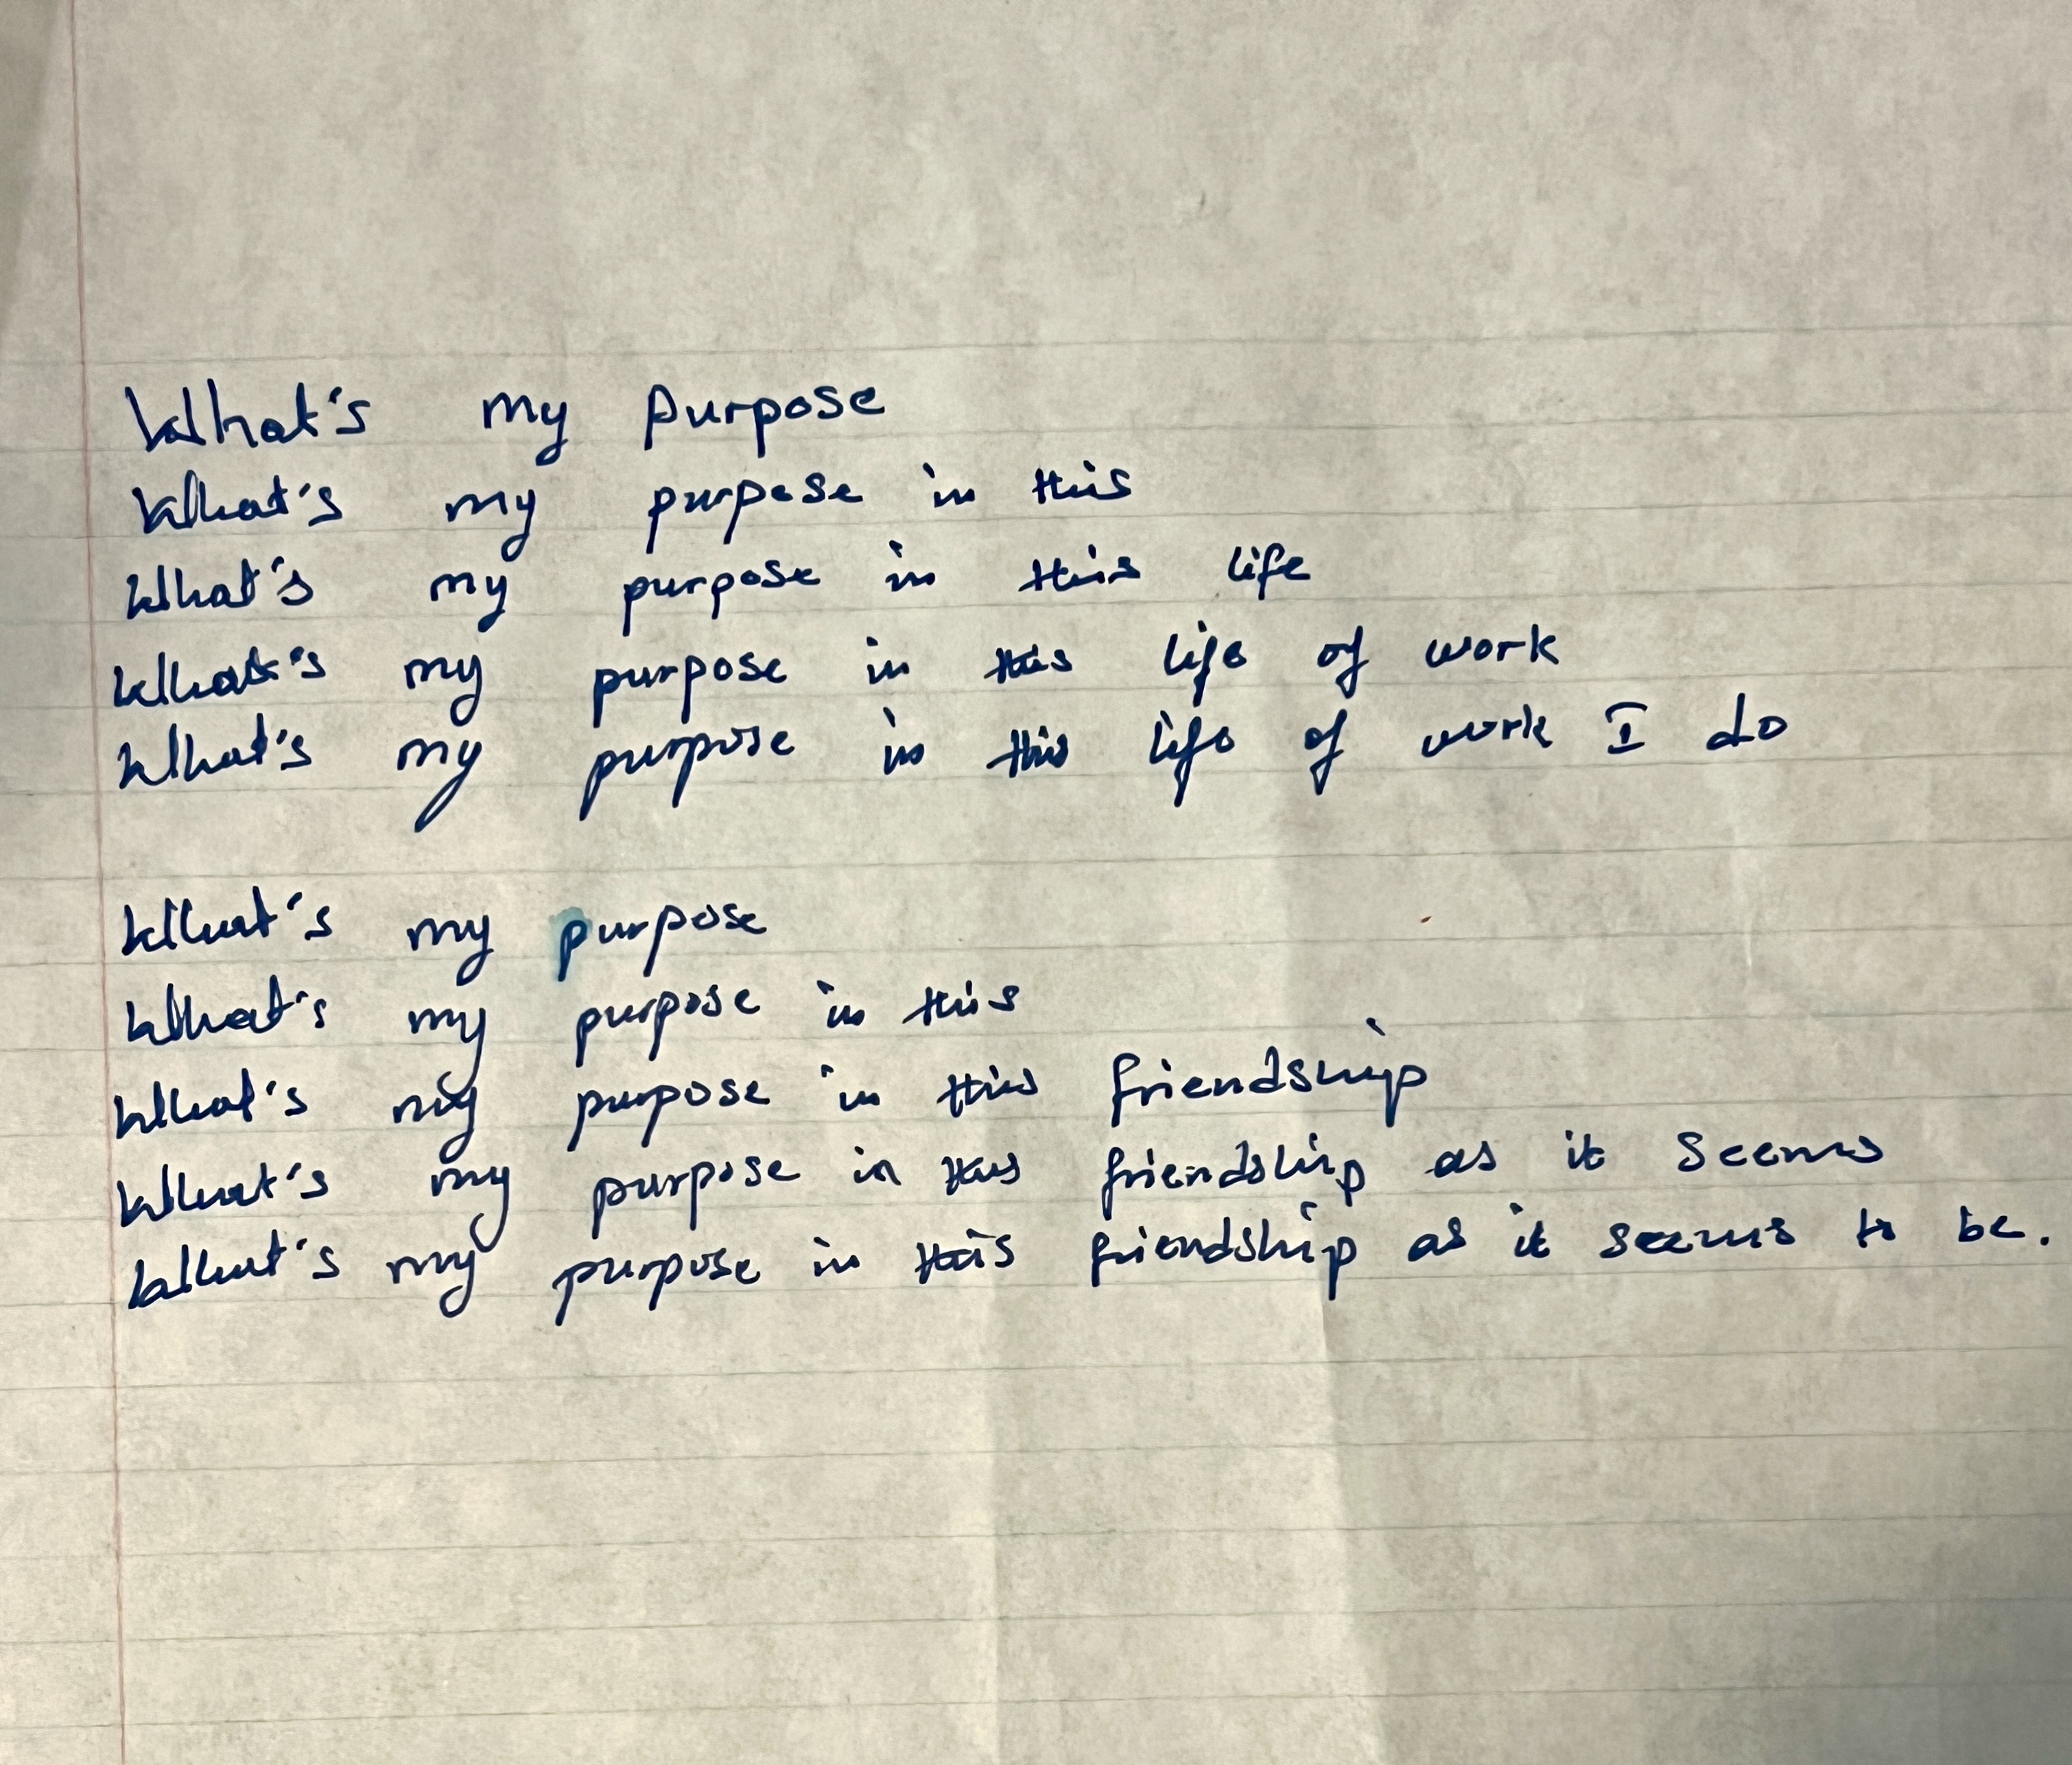 What's my purpose
What's my purpose in this
What's my purpose in this life
What's my purpose in this life of work
What's my purpose in this life of work I do
What's my purpose
What's my purpose in this
What's my purpose in this friendship
What's my purpose in this friendship as it seems
What's my purpose in this friendship as it seems to be.